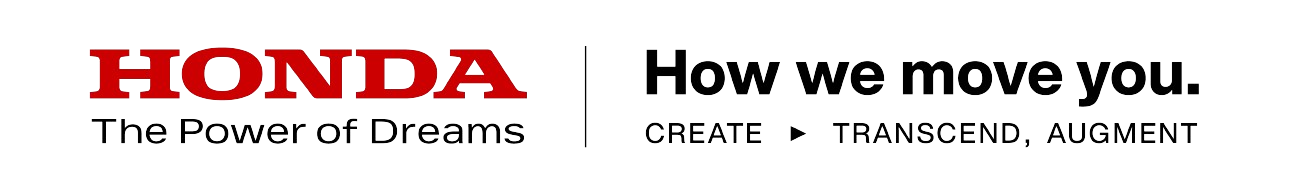 HONDA
The Power of Dreams
How we move you.
CREATE ► TRANSCEND, AUGMENT